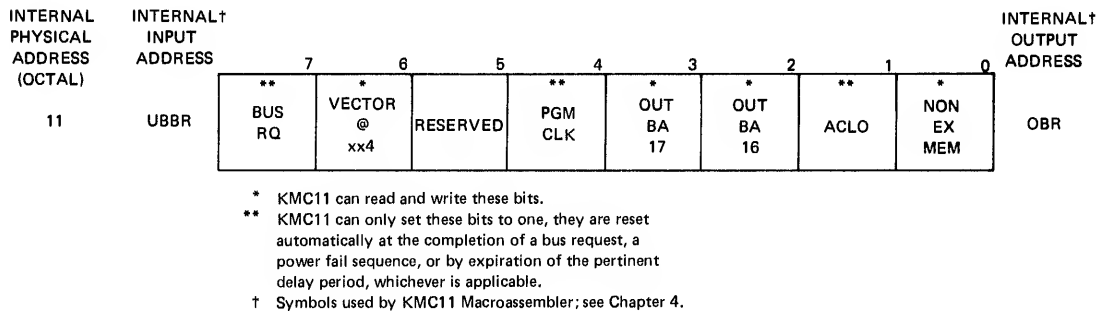 INTERNAL INTERNAL† INTERNAL†
PHYSICAL INPUT OUTPUT
ADDRESS ADDRESS ADDRESS
(OCTAL)
7 6 5 4 3 2 1 0
** * ** * * ** *
11 UBBR BUS RQ VECTOR @ xx4 RESERVED PGM CLK OUT BA 17 OUT BA 16 ACLO NON EX MEM OBR
* KMC11 can read and write these bits.
** KMC11 can only set these bits to one, they are reset
automatically at the completion of a bus request, a
power fail sequence, or by expiration of the pertinent
delay period, whichever is applicable.
† Symbols used by KMC11 Macroassembler; see Chapter 4.